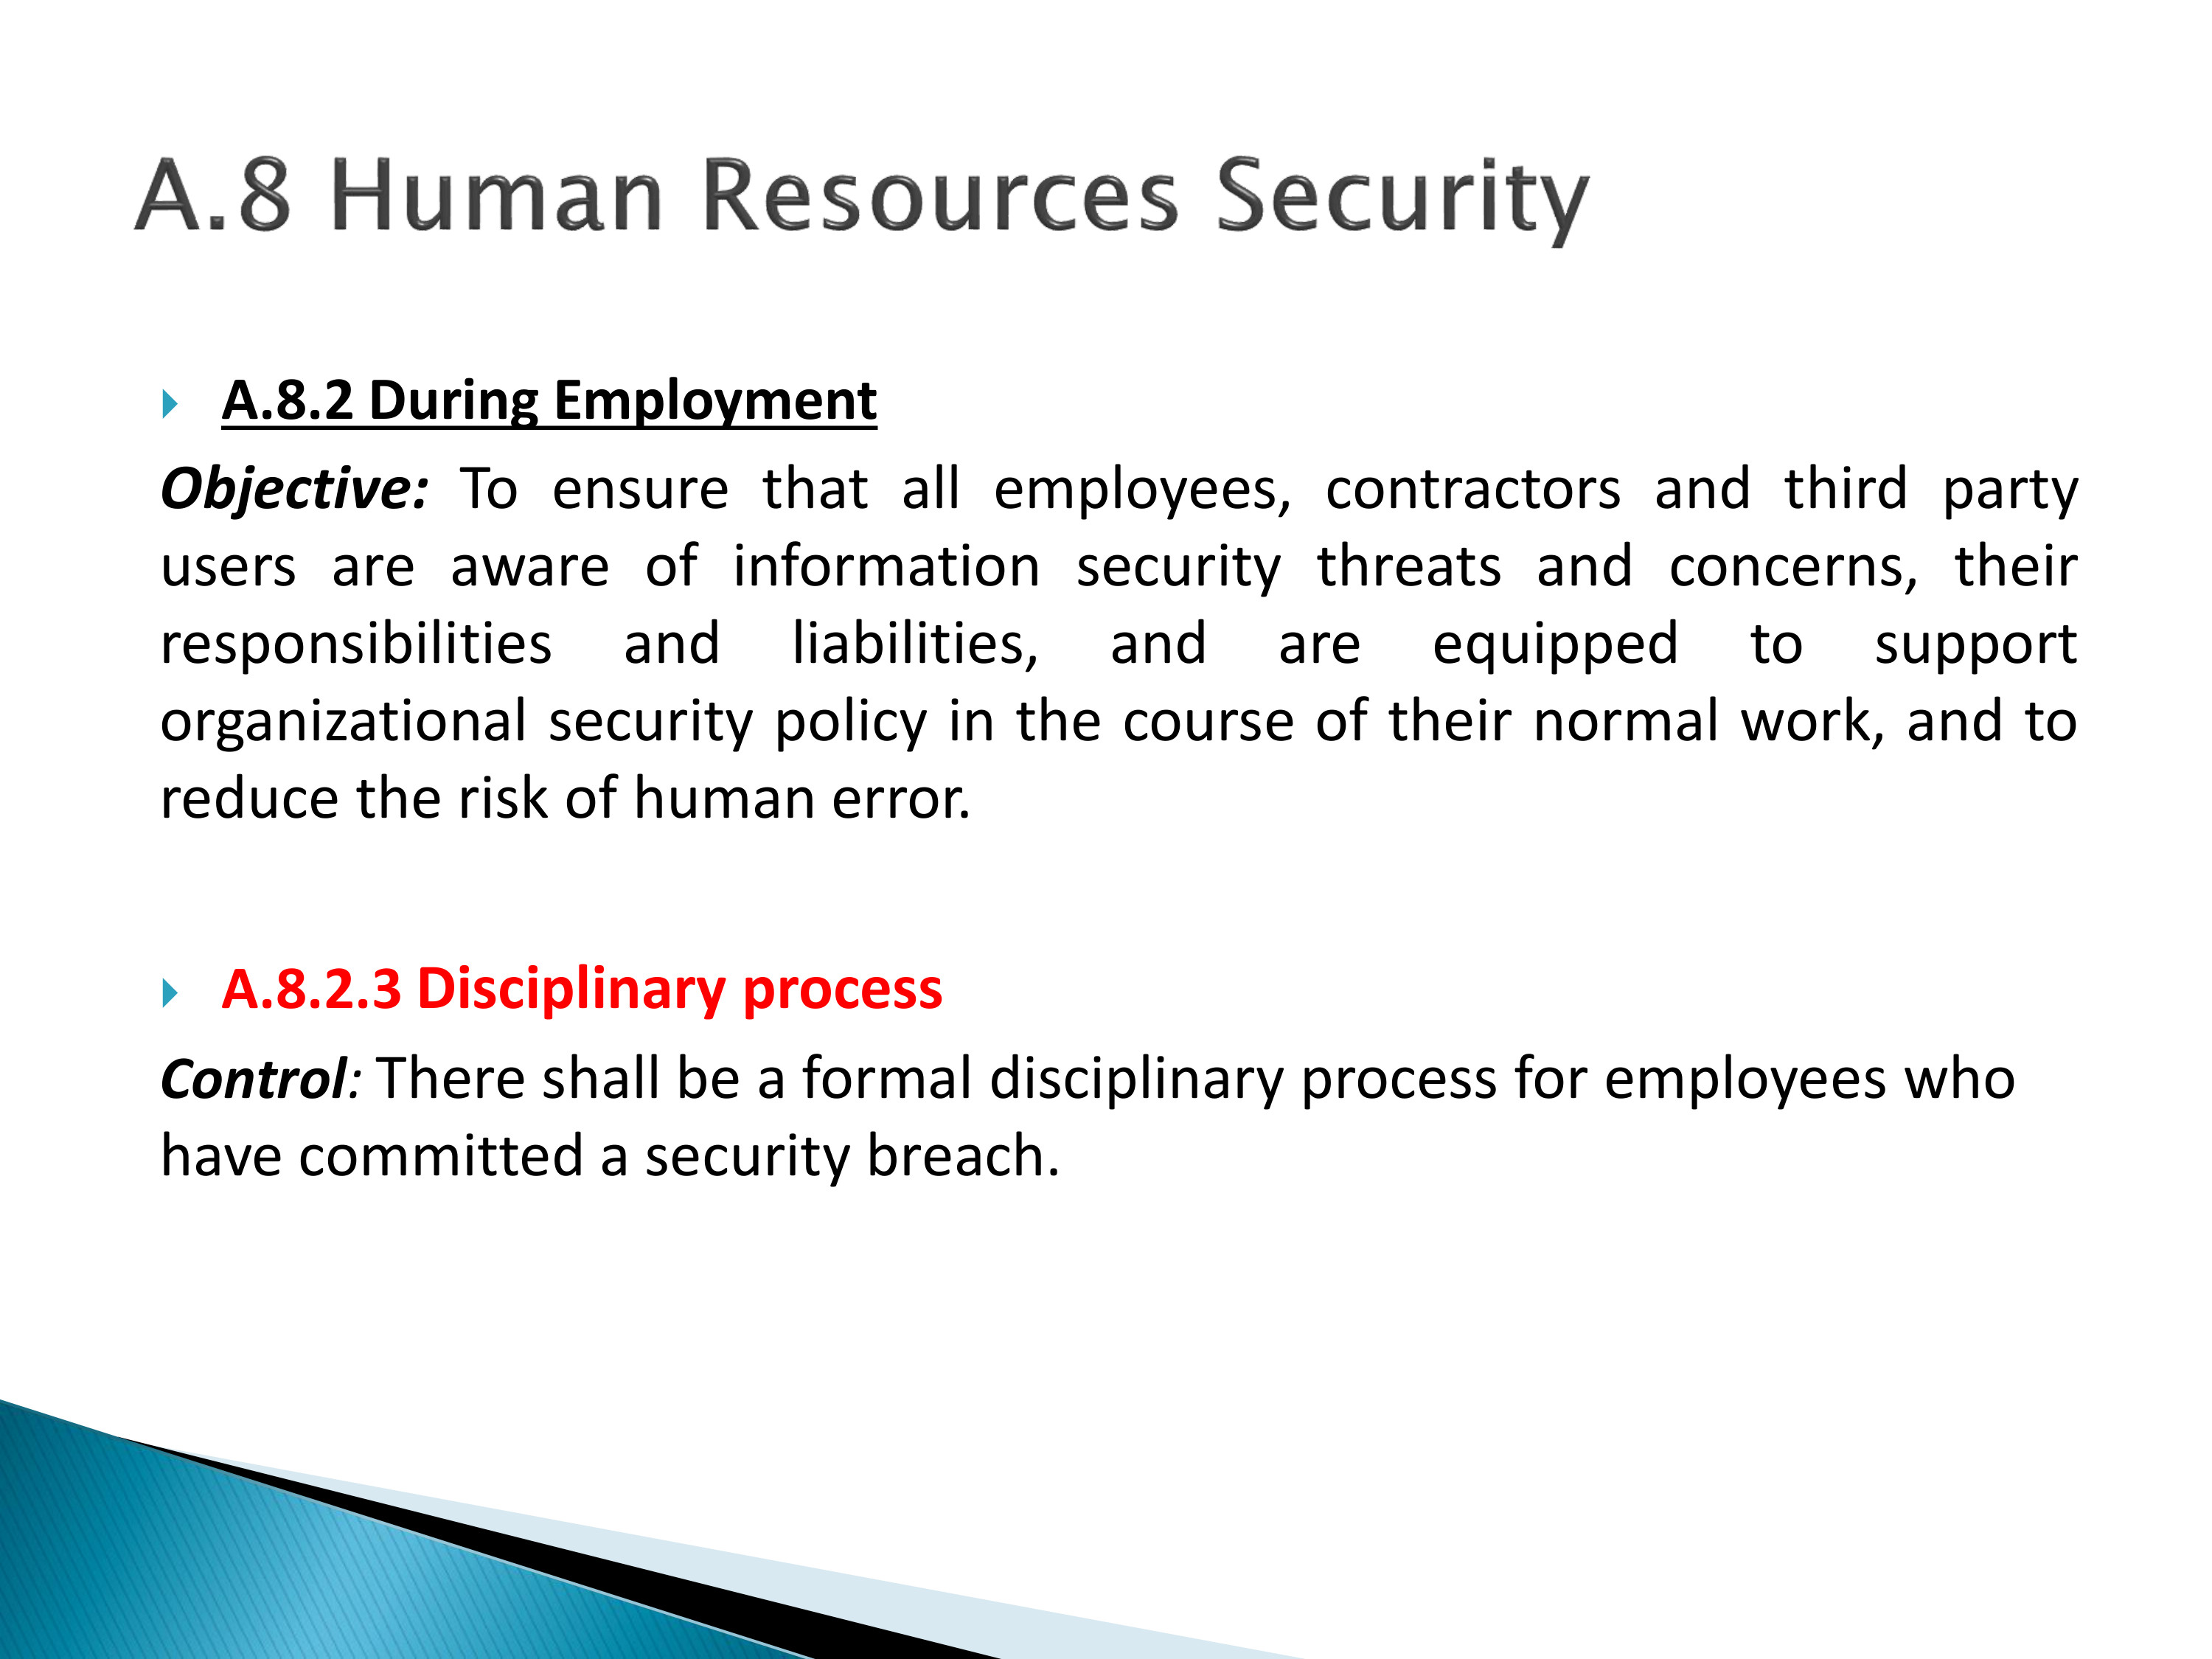 A.8 Human Resources Security
A.8.2 During Employment
Objective: To ensure that all employees, contractors and third party
users are aware of information security threats and concerns, their
responsibilities and liabilities, and are equipped to support
organizational security policy in the course of their normal work, and to
reduce the risk of human error.
A.8.2.3 Disciplinary process
Control: There shall be a formal disciplinary process for employees who
have committed a security breach.